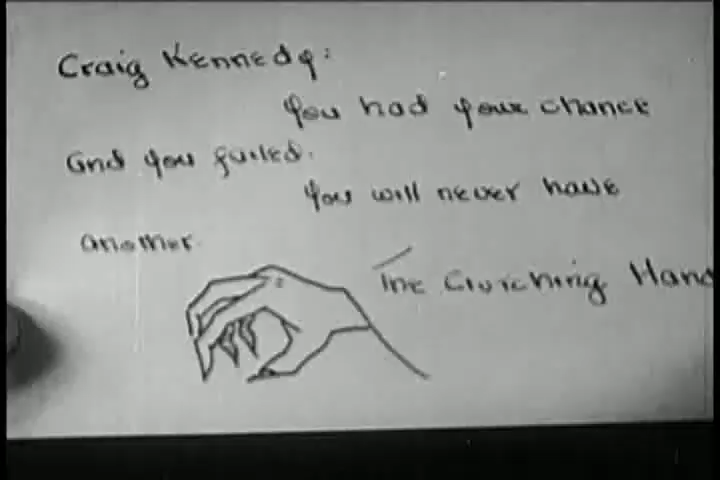 Craig Kennedy:
You had your chance
and you failed.
You will never have
another.
The Clutching Hand